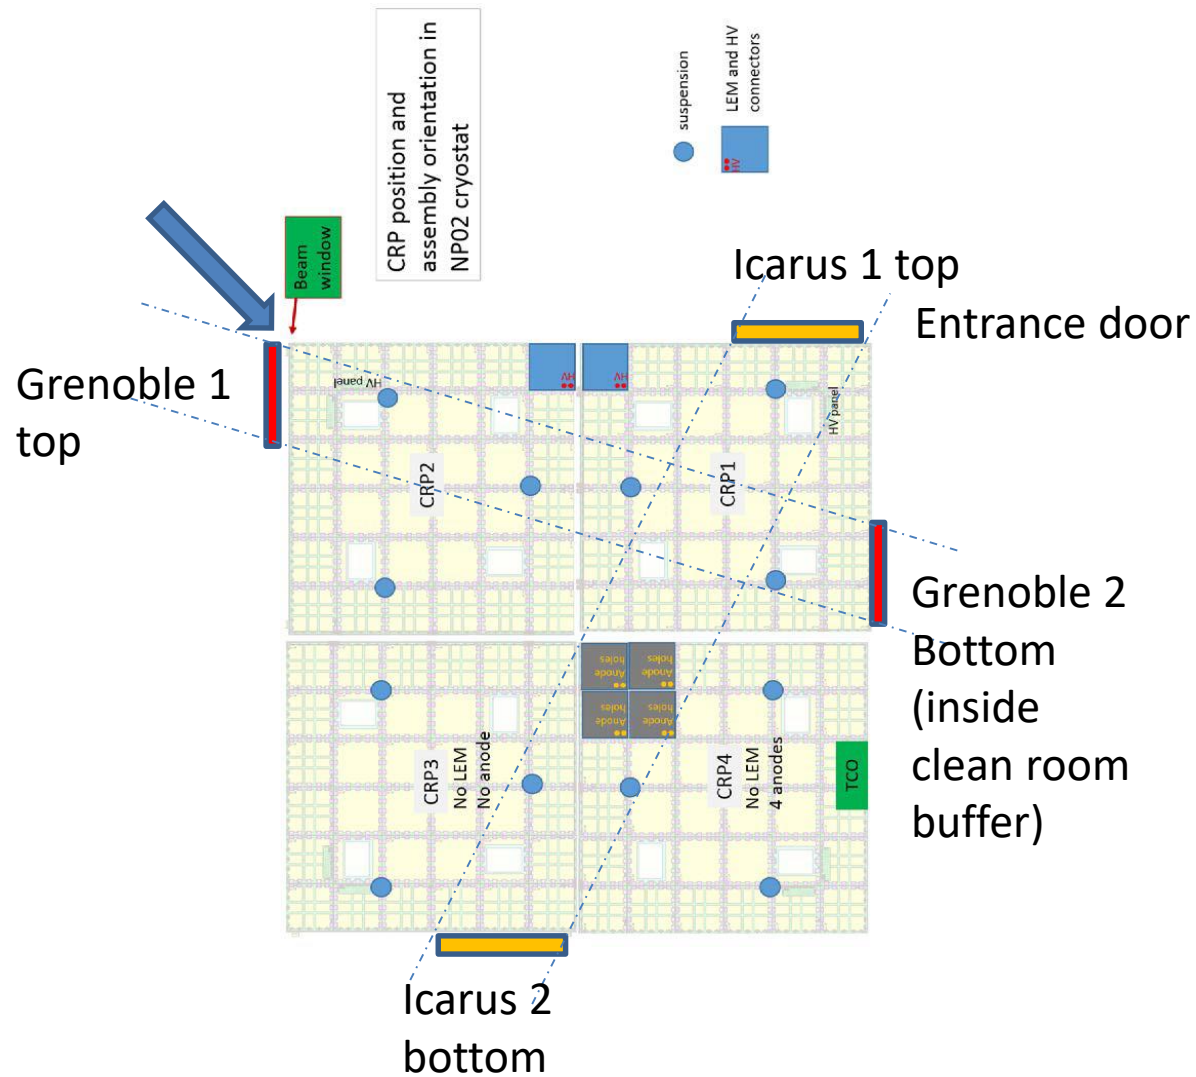 CRP position and
assembly orientation in
NP02 cryostat
suspension
LEM and HV
connectors
HV
Beam
window
Icarus 1 top
Entrance door
Grenoble 1
top
HV panel
HV
HV
HV panel
CRP2
CRP1
Grenoble 2
Bottom
(inside
clean room
buffer)
Anode
holes
Anode
holes
Anode
holes
Anode
holes
CRP3
No LEM
No anode
CRP4
No LEM
4 anodes
TCO
Icarus 2
bottom